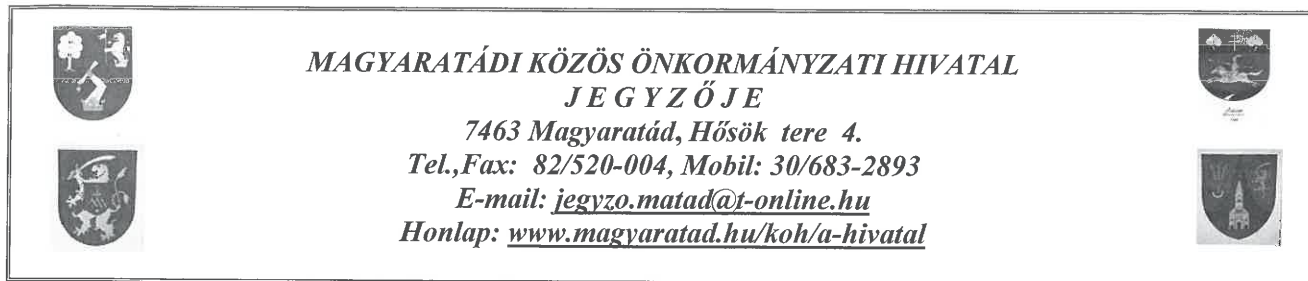 MAGYARATÁDI KÖZÖS ÖNKORMÁNYZATI HIVATAL
J E G Y Z Ő J E
7463 Magyaratád, Hősök tere 4.
Tel.,Fax: 82/520-004, Mobil: 30/683-2893
E-mail: jegyzo.matad@t-online.hu
Honlap: www.magyaratad.hu/koh/a-hivatal